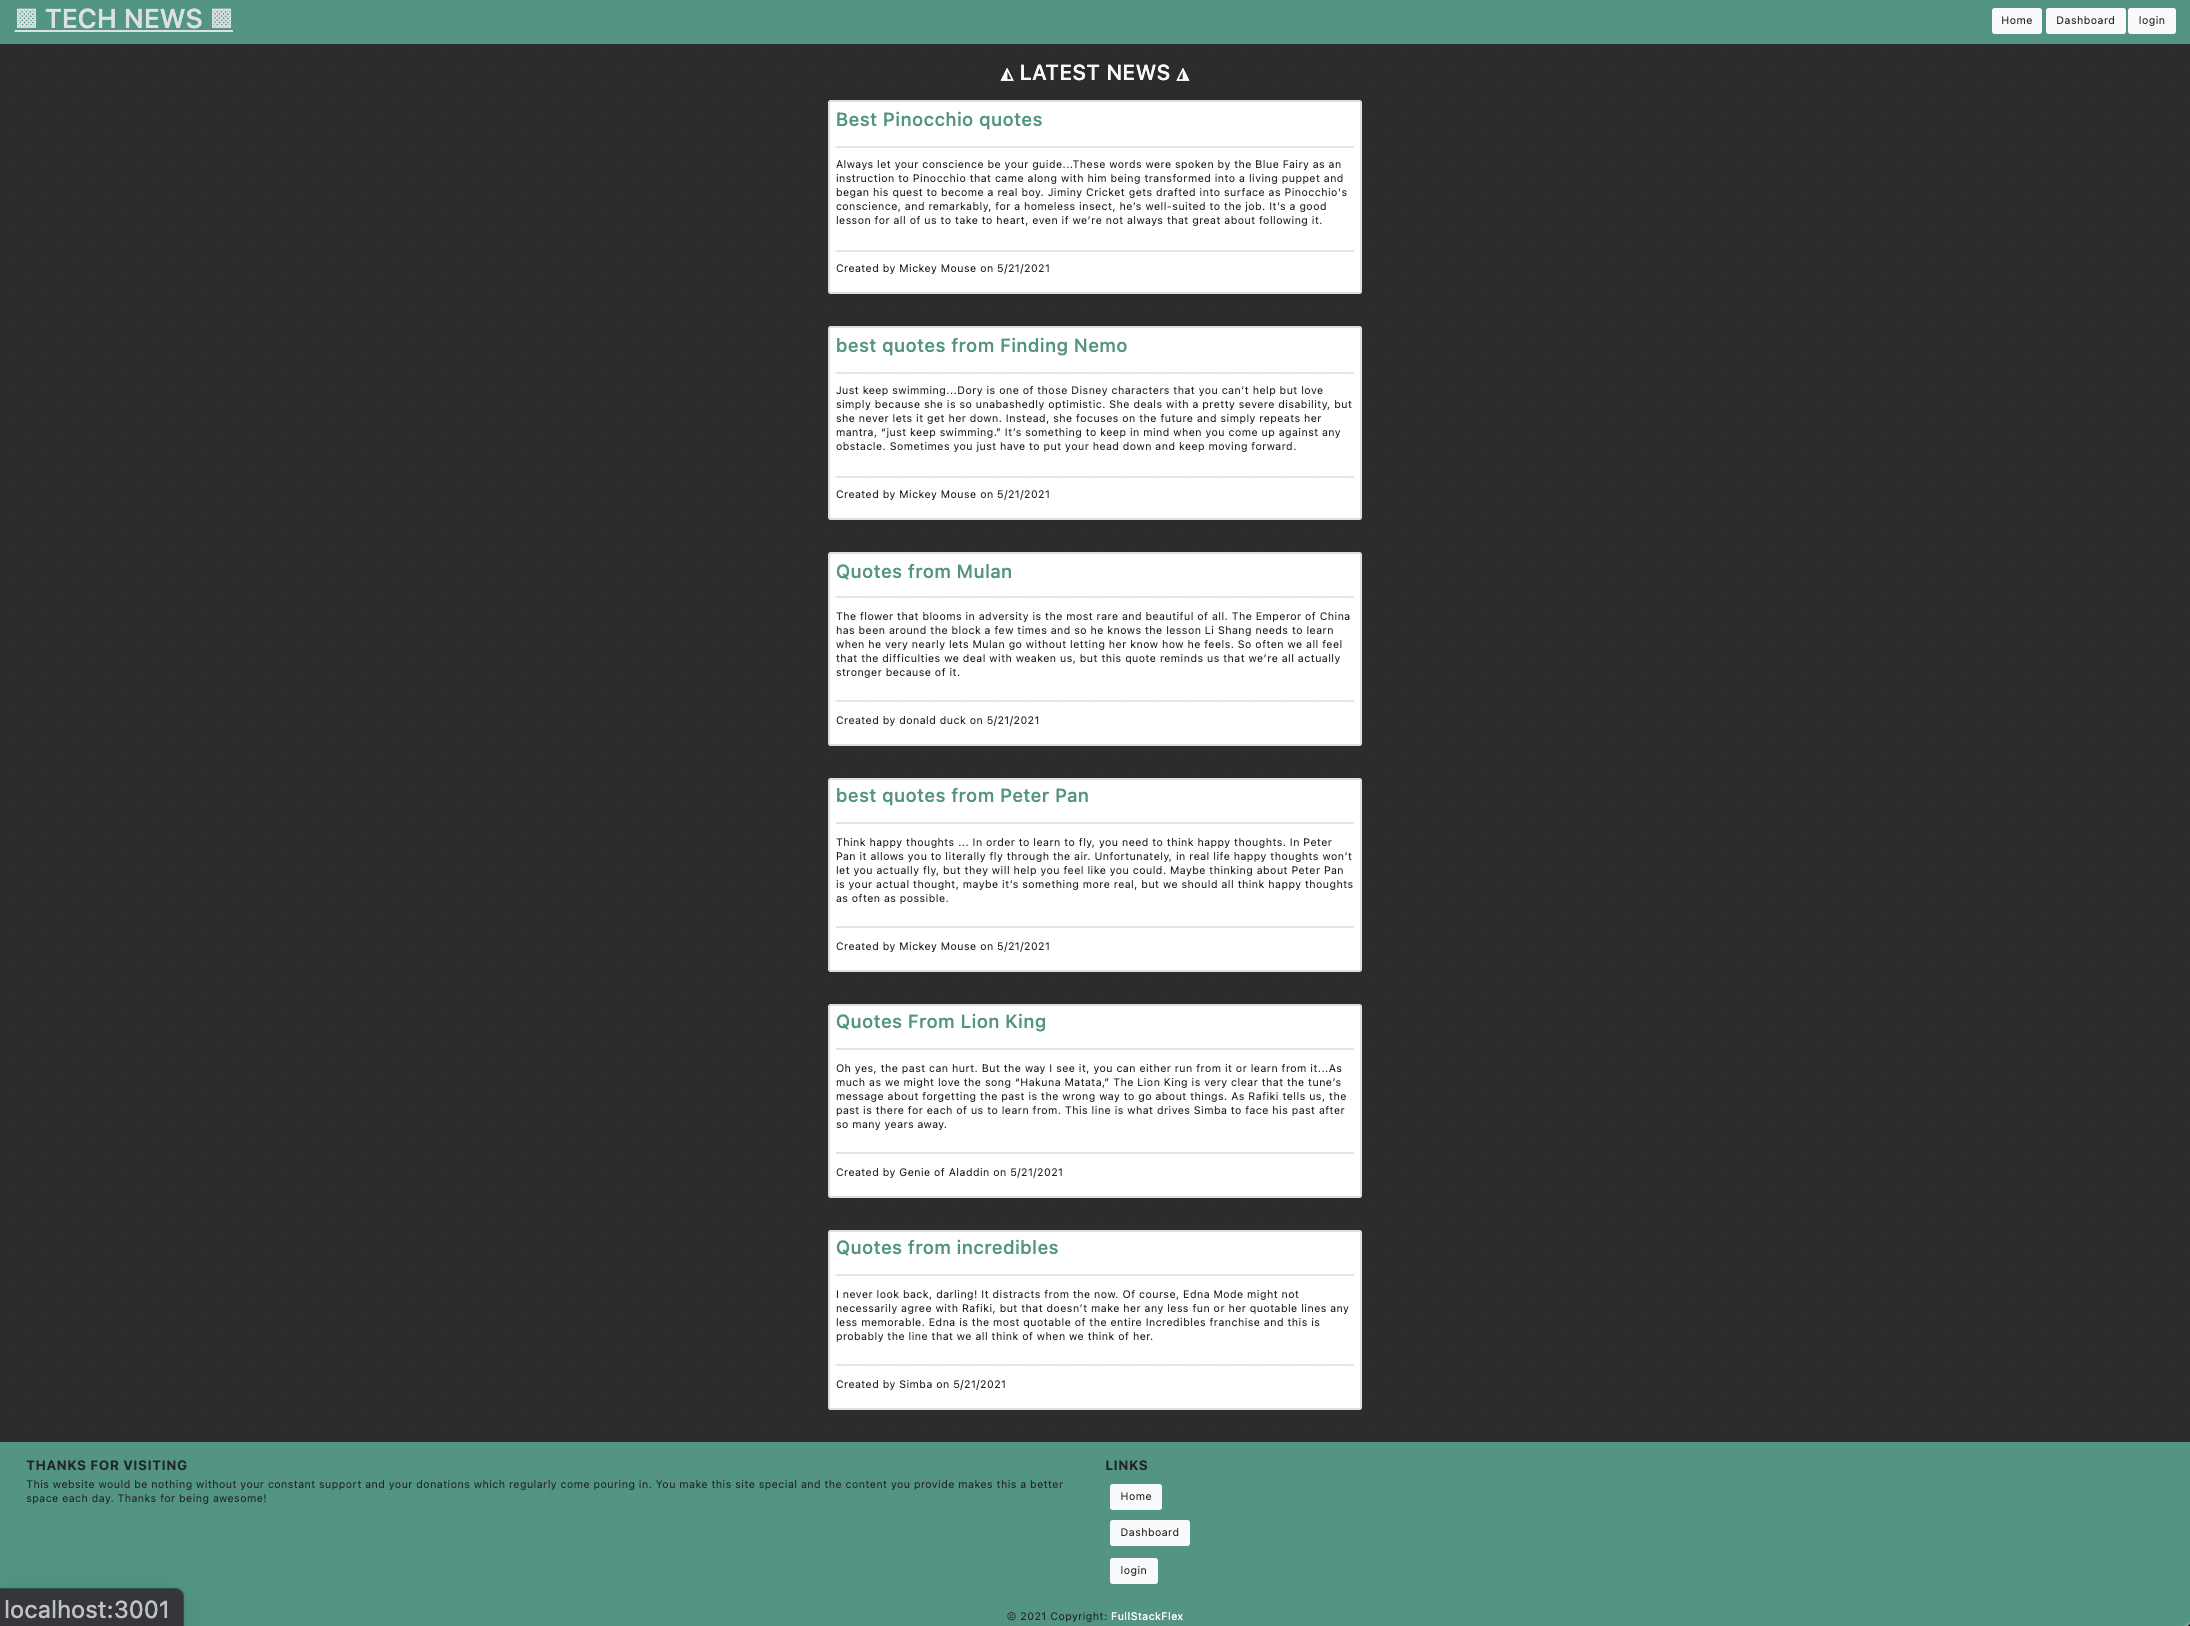 ▩ TECH NEWS ▩
Home Dashboard login
◭ LATEST NEWS ◮
Best Pinocchio quotes
Always let your conscience be your guide...These words were spoken by the Blue Fairy as an
instruction to Pinocchio that came along with him being transformed into a living puppet and
began his quest to become a real boy. Jiminy Cricket gets drafted into surface as Pinocchio's
conscience, and remarkably, for a homeless insect, he's well-suited to the job. It's a good
lesson for all of us to take to heart, even if we're not always that great about following it.
Created by Mickey Mouse on 5/21/2021
best quotes from Finding Nemo
Just keep swimming...Dory is one of those Disney characters that you can't help but love
simply because she is so unabashedly optimistic. She deals with a pretty severe disability, but
she never lets it get her down. Instead, she focuses on the future and simply repeats her
mantra, “just keep swimming.” It's something to keep in mind when you come up against any
obstacle. Sometimes you just have to put your head down and keep moving forward.
Created by Mickey Mouse on 5/21/2021
Quotes from Mulan
The flower that blooms in adversity is the most rare and beautiful of all. The Emperor of China
has been around the block a few times and so he knows the lesson Li Shang needs to learn
when he very nearly lets Mulan go without letting her know how he feels. So often we all feel
that the difficulties we deal with weaken us, but this quote reminds us that we're all actually
stronger because of it.
Created by donald duck on 5/21/2021
best quotes from Peter Pan
Think happy thoughts ... In order to learn to fly, you need to think happy thoughts. In Peter
Pan it allows you to literally fly through the air. Unfortunately, in real life happy thoughts won't
let you actually fly, but they will help you feel like you could. Maybe thinking about Peter Pan
is your actual thought, maybe it's something more real, but we should all think happy thoughts
as often as possible.
Created by Mickey Mouse on 5/21/2021
Quotes From Lion King
Oh yes, the past can hurt. But the way I see it, you can either run from it or learn from it...As
much as we might love the song “Hakuna Matata,” The Lion King is very clear that the tune's
message about forgetting the past is the wrong way to go about things. As Rafiki tells us, the
past is there for each of us to learn from. This line is what drives Simba to face his past after
so many years away.
Created by Genie of Aladdin on 5/21/2021
Quotes from incredibles
I never look back, darling! It distracts from the now. Of course, Edna Mode might not
necessarily agree with Rafiki, but that doesn't make her any less fun or her quotable lines any
less memorable. Edna is the most quotable of the entire Incredibles franchise and this is
probably the line that we all think of when we think of her.
Created by Simba on 5/21/2021
THANKS FOR VISITING
This website would be nothing without your constant support and your donations which regularly come pouring in. You make this site special and the content you provide makes this a better
space each day. Thanks for being awesome!
LINKS
Home
Dashboard
login
localhost:3001
© 2021 Copyright: FullStackFlex